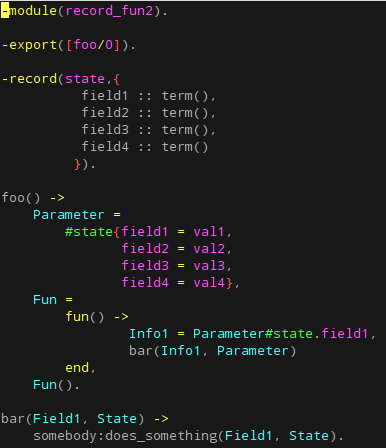 -module(record_fun2).

-export([foo/0]).

-record(state,{
          field1 :: term(),
          field2 :: term(),
          field3 :: term(),
          field4 :: term()
         }).

foo() ->
    Parameter =
        #state{field1 = val1,
               field2 = val2,
               field3 = val3,
               field4 = val4},
    Fun =
        fun() ->
                Info1 = Parameter#state.field1,
                bar(Info1, Parameter)
        end,
    Fun().

bar(Field1, State) ->
    somebody:does_something(Field1, State).